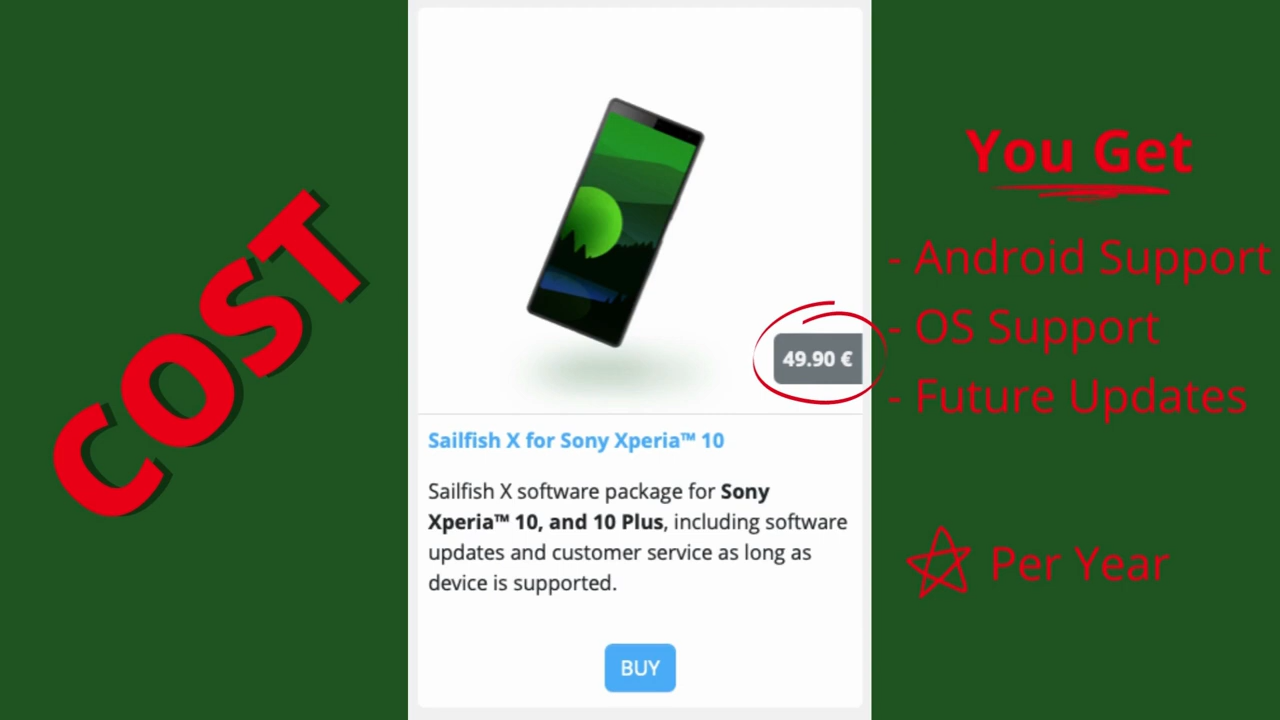 COST
49.90 €
Sailfish X for Sony Xperia™ 10
Sailfish X software package for Sony
Xperia™ 10, and 10 Plus, including software
updates and customer service as long as
device is supported.
BUY
You Get
- Android Support
- OS Support
- Future Updates
Per Year